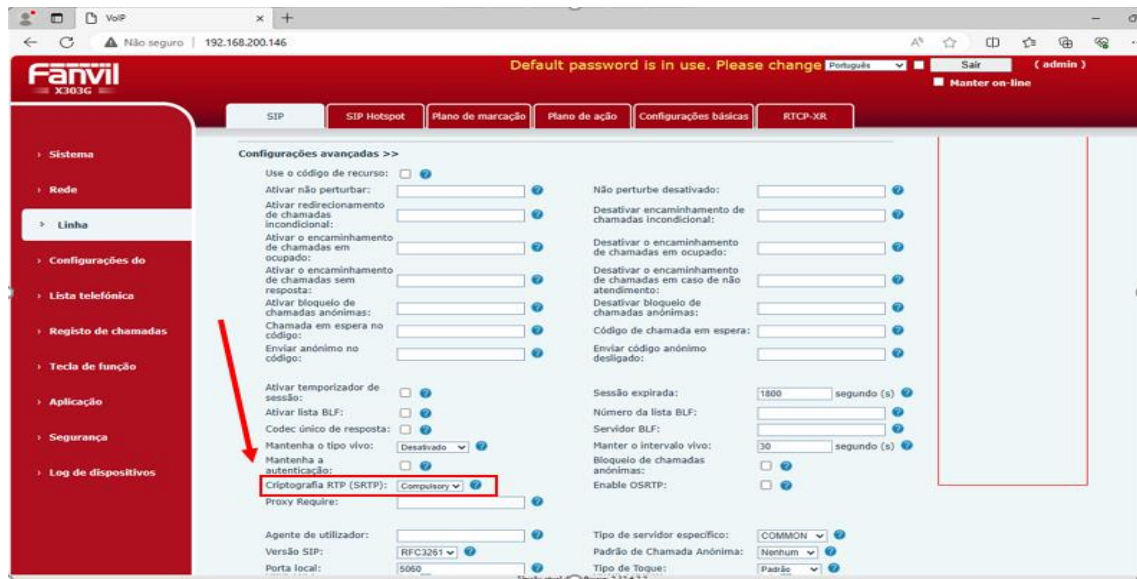 VoIP
Não seguro 192.168.200.146
Fanvil
X303G
Default password is in use. Please change
Português
Sair
( admin )
Manter on-line
SIP
SIP Hotspot
Plano de marcação
Plano de ação
Configurações básicas
RTCP-XR
Sistema
Rede
Linha
Configurações do
Lista telefónica
Registo de chamadas
Tecla de função
Aplicação
Segurança
Log de dispositivos
Configurações avançadas >>
Use o código de recurso:
Ativar não perturbar:
Não perturbe desativado:
Ativar redirecionamento
de chamadas
incondicional:
Desativar encaminhamento de
chamadas incondicional:
Ativar o encaminhamento
de chamadas em
ocupado:
Desativar o encaminhamento
de chamadas em ocupado:
Ativar o encaminhamento
de chamadas sem
resposta:
Desativar o encaminhamento
de chamadas em caso de não
atendimento:
Ativar bloqueio de
chamadas anónimas:
Desativar bloqueio de
chamadas anónimas:
Chamada em espera no
código:
Código de chamada em espera:
Enviar anónimo no
código:
Enviar código anónimo
desligado:
Ativar temporizador de
sessão:
Sessão expirada:
1800 segundo (s)
Ativar lista BLF:
Número da lista BLF:
Codec único de resposta:
Servidor BLF:
Mantenha o tipo vivo:
Desativado
Manter o intervalo vivo:
30 segundo (s)
Mantenha a
autenticação:
Bloqueio de chamadas
anónimas:
Criptografia RTP (SRTP):
Compulsory
Enable OSRTP:
Proxy Require:
Agente de utilizador:
Tipo de servidor específico:
COMMON
Versão SIP:
RFC3261
Padrão de Chamada Anónima:
Nenhum
Porta local:
5060
Tipo de Toque:
Padrão